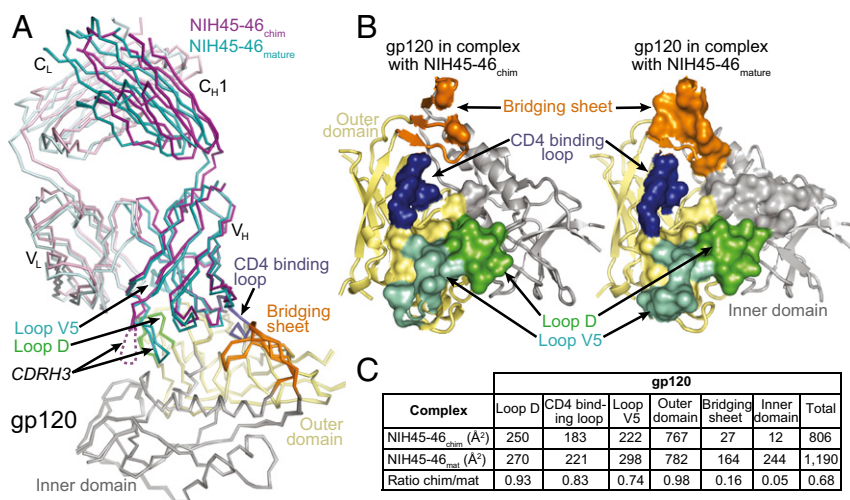 A
NIH45-46chim
NIH45-46mature
CL
CH1
VL
VH
CD4 binding
loop
Loop V5
Loop D
CDRH3
Bridging
sheet
gp120
Outer
domain
Inner domain
B
gp120 in complex
with NIH45-46chim
gp120 in complex
with NIH45-46mature
Outer
domain
Bridging sheet
CD4 binding
loop
Loop D
Loop V5
Inner domain
C
gp120
Complex Loop D CD4 bind-ing loop Loop V5 Outer domain Bridging sheet Inner domain Total
NIH45-46chim (Å²) 250 183 222 767 27 12 806
NIH45-46mat (Å²) 270 221 298 782 164 244 1,190
Ratio chim/mat 0.93 0.83 0.74 0.98 0.16 0.05 0.68